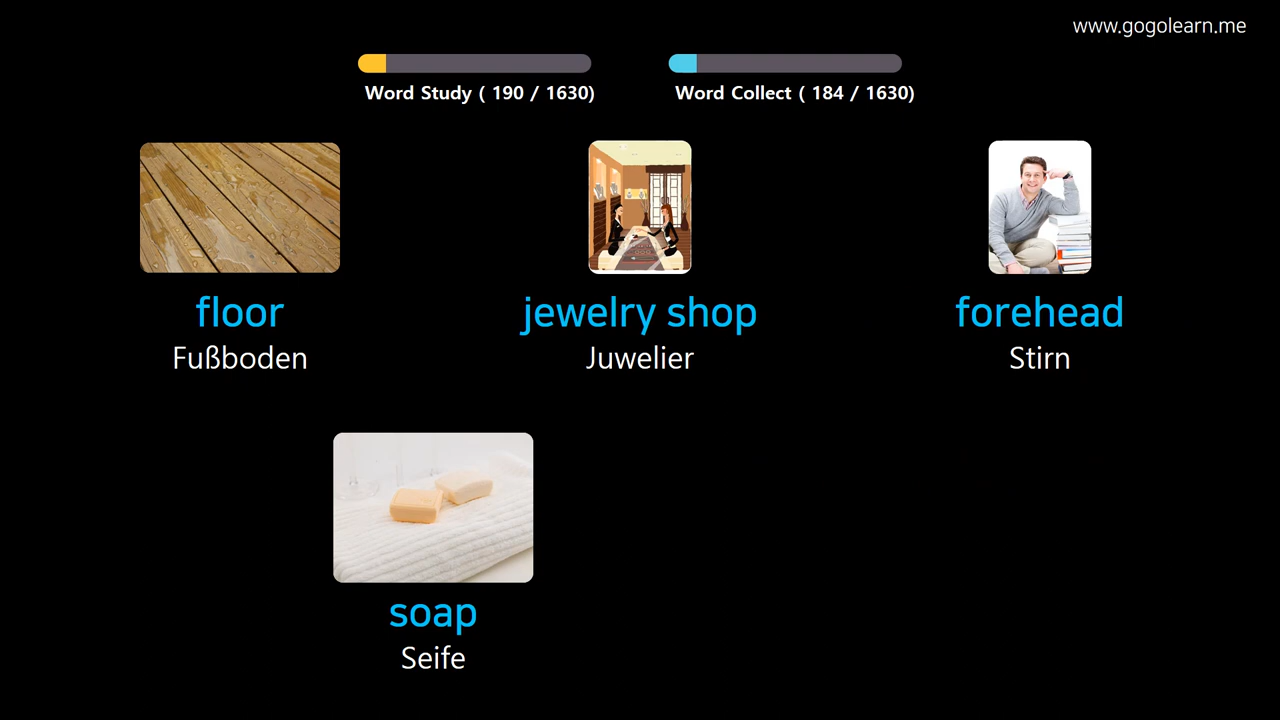 www.gogolearn.me
Word Study ( 190 / 1630)
Word Collect ( 184 / 1630)
floor
Fußboden
jewelry shop
Juwelier
forehead
Stirn
soap
Seife